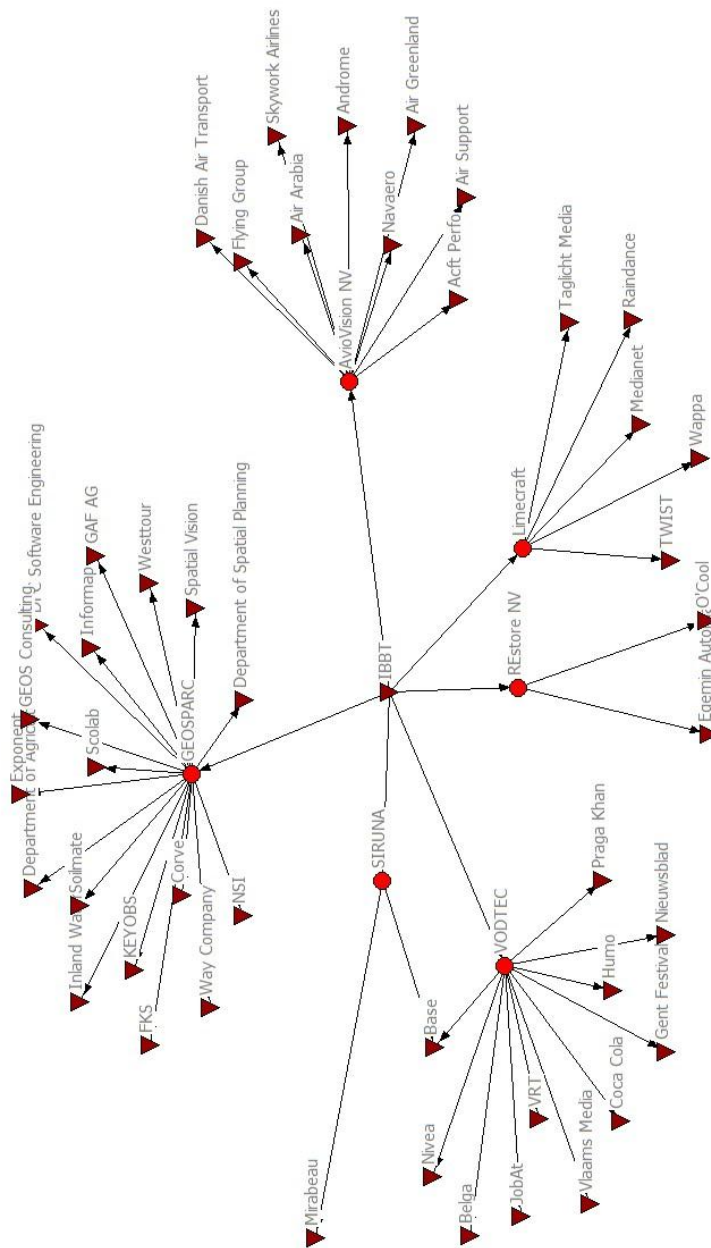 Danish Air Transport
Skywork Airlines
Flying Group
Air Arabia
Androme
Air Greenland
AvioVision NV
Navaero
Acft Perfo
Air Support
Taglicht Media
Raindance
Medianet
Wappa
Limecraft
TWIST
O'Cool
REstore NV
IBBT
Software Engineering
GEOS Consulting
Informap
GAF AG
Westtour
Spatial Vision
Department of Spatial Planning
Exponent
Department of Agric
Scolab
GEOSPARC
Inland Wa
Solmate
KEYOBS
Corve
FKS
Way Company
NSI
SIRUNA
Mirabeau
Base
VODTEC
Praga Khan
Nieuwsblad
Humo
Gent Festival
Coca Cola
Nivea
VRT
Belga
JobAt
Vlaams Media